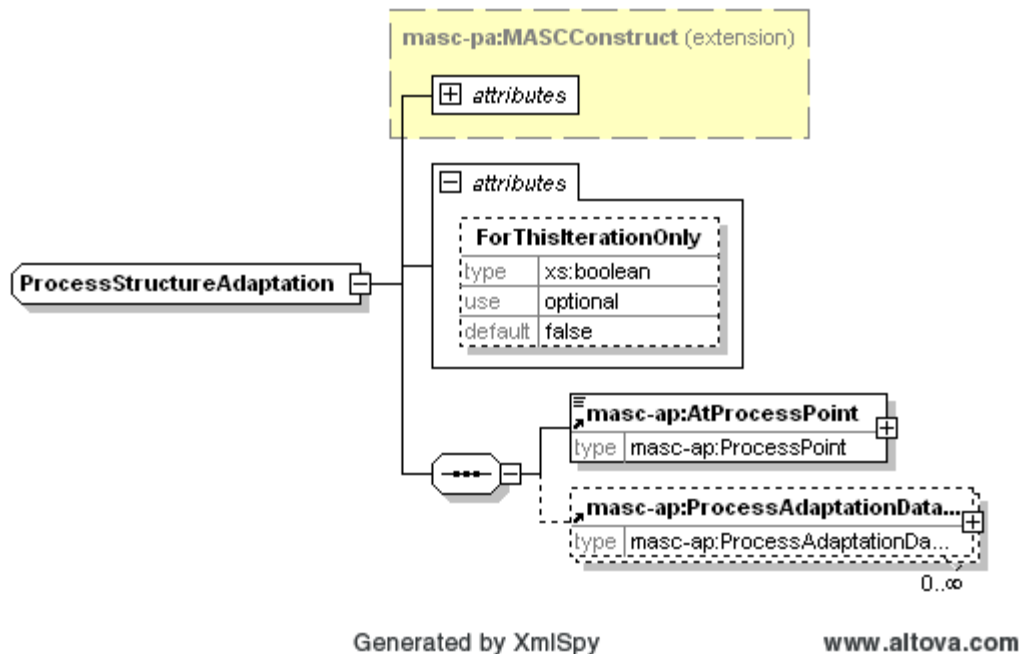 masc-pa:MASCConstruct (extension)
attributes
attributes
ForThisIterationOnly
type xs:boolean
use optional
default false
ProcessStructureAdaptation
masc-ap:AtProcessPoint
type masc-ap:ProcessPoint
masc-ap:ProcessAdaptationData...
type masc-ap:ProcessAdaptationDa...
0..∞
Generated by XmlSpy www.altova.com